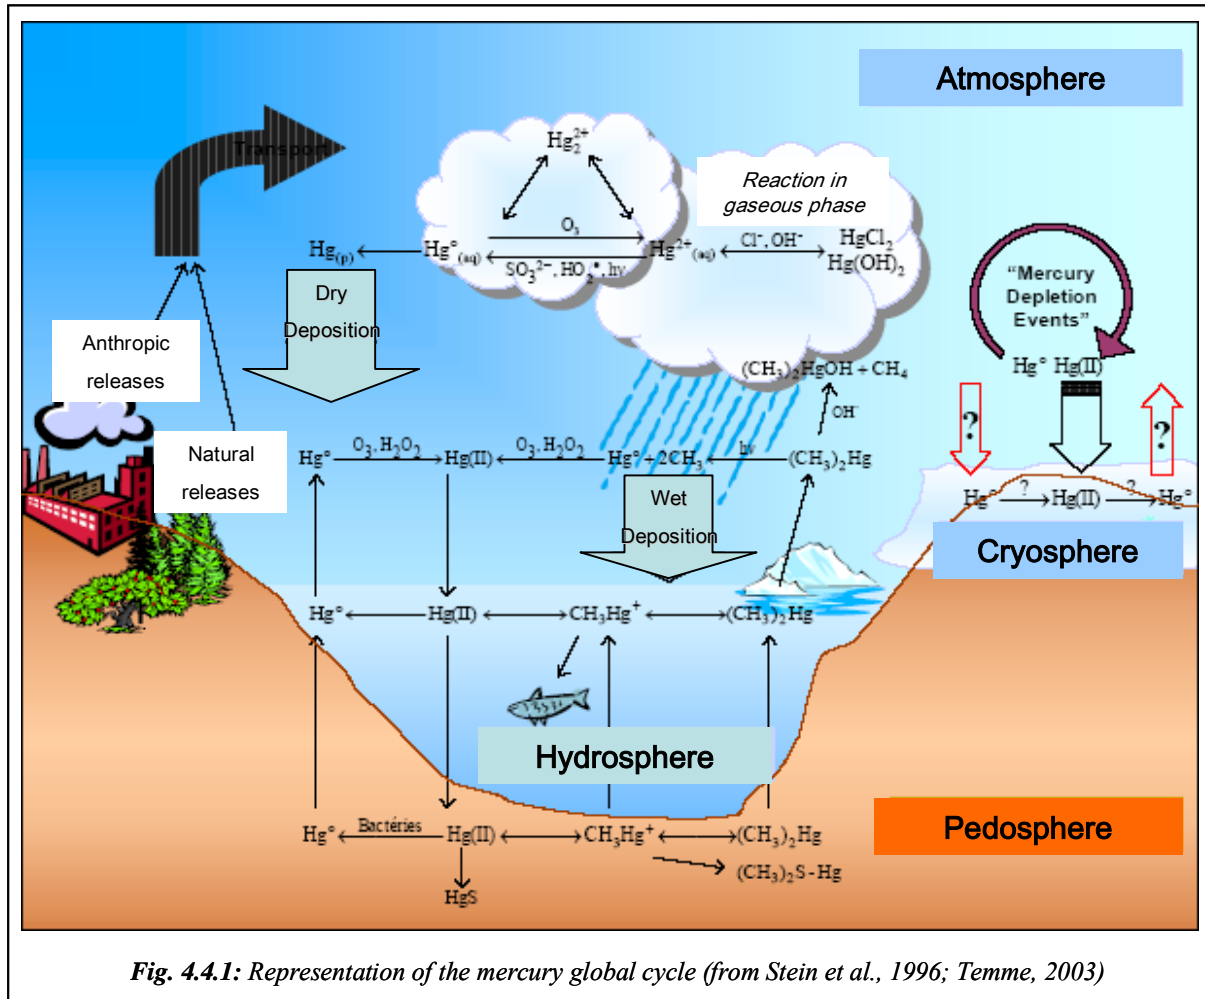 Atmosphere
Transport
Hg₂²⁺
Reaction in
gaseous phase
O₃
Hg₍ₚ₎ Hg°₍aq₎ Hg²⁺₍aq₎ Cl⁻, OH⁻ HgCl₂
Hg(OH)₂
SO₃²⁻, HO₂•, hν
"Mercury
Depletion
Events"
Hg° Hg(II)
Dry
Deposition
Anthropic
releases
Natural
releases
(CH₃)₂HgOH + CH₄
OH⁻
Hg° O₃, H₂O₂ Hg(II) O₃, H₂O₂ Hg° + 2CH₃ hν (CH₃)₂Hg
? ?
Hg° ? Hg(II) ? Hg°
Wet
Deposition
Cryosphere
Hg° Hg(II) CH₃Hg⁺ (CH₃)₂Hg
Hydrosphere
Pedosphere
Hg° Bactéries Hg(II) CH₃Hg⁺ (CH₃)₂Hg
(CH₃)₂S-Hg
HgS
Fig. 4.4.1: Representation of the mercury global cycle (from Stein et al., 1996; Temme, 2003)